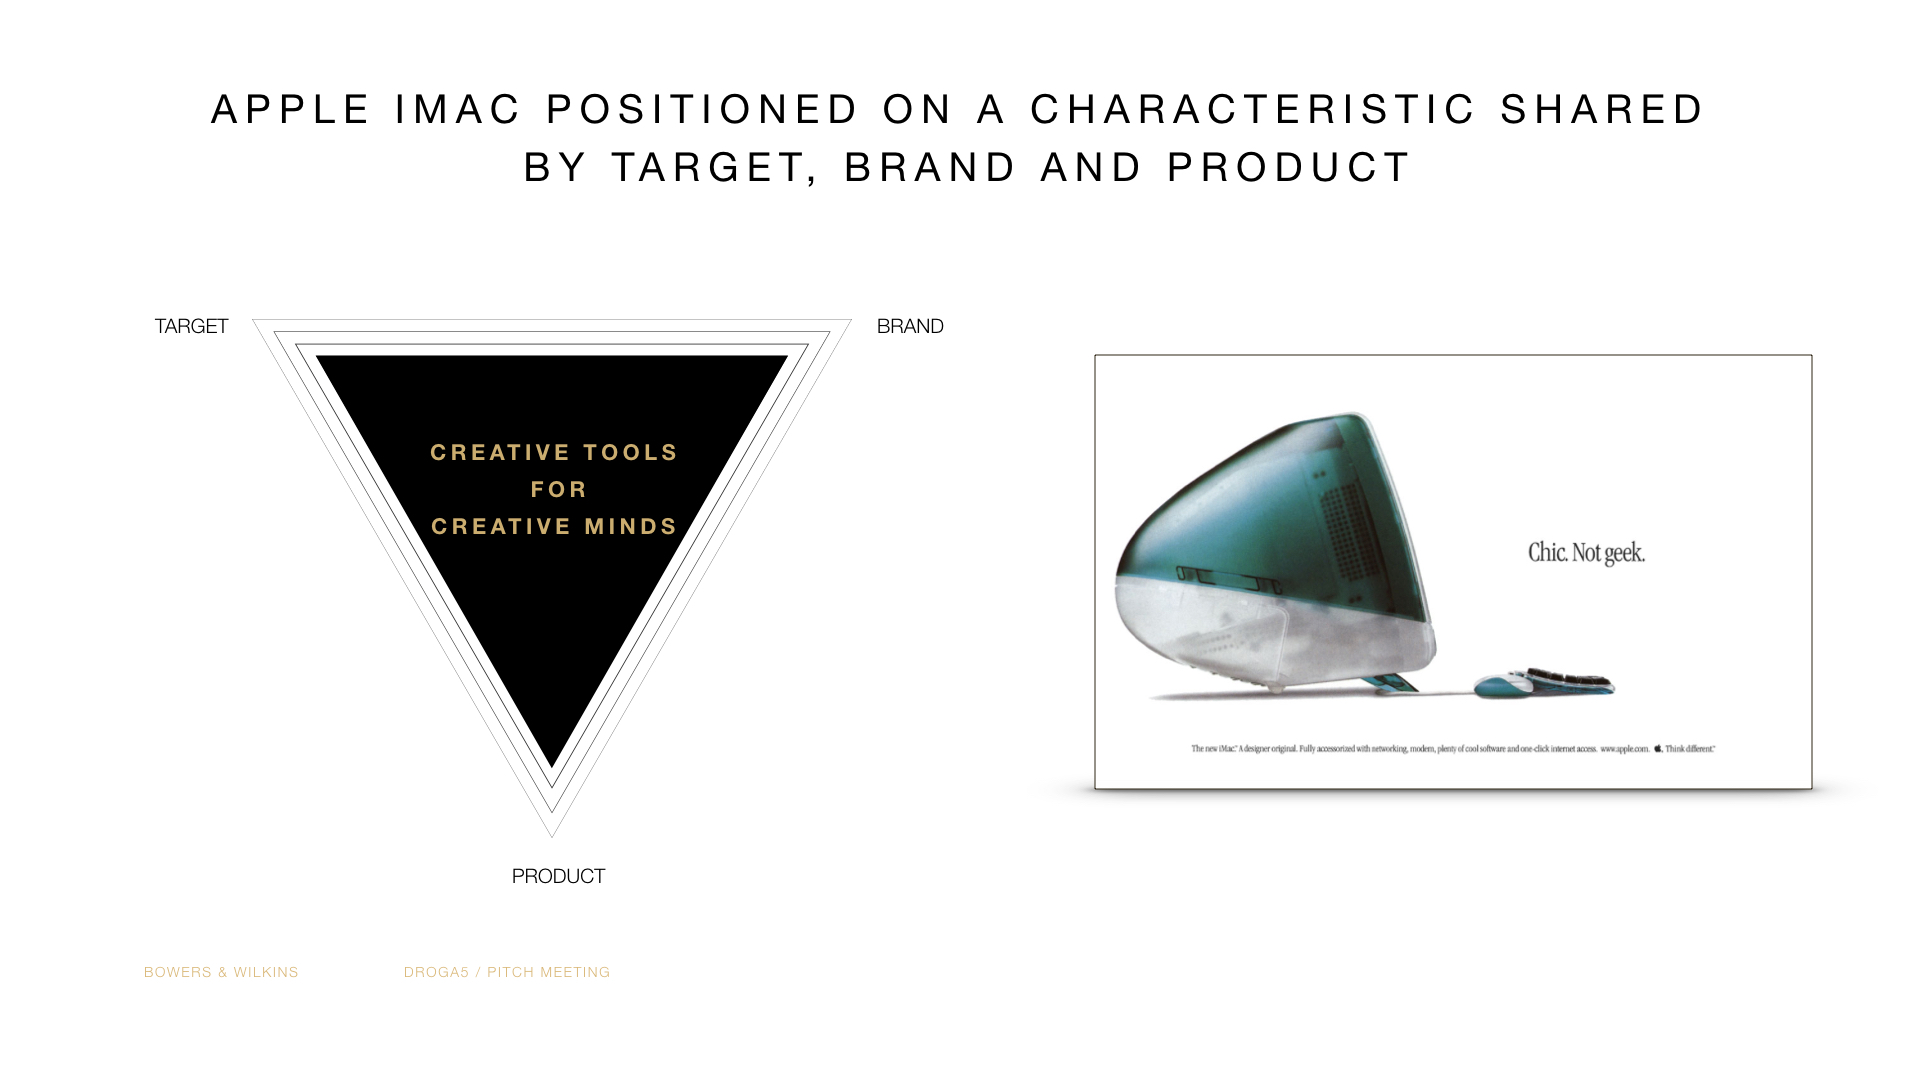 APPLE IMAC POSITIONED ON A CHARACTERISTIC SHARED
BY TARGET, BRAND AND PRODUCT
TARGET
BRAND
CREATIVE TOOLS
FOR
CREATIVE MINDS
PRODUCT
Chic. Not geek.
The new iMac.™ A designer original. Fully accessorized with networking, modem, plenty of cool software and one-click internet access. www.apple.com. Think different.™
BOWERS & WILKINS
DROGA5 / PITCH MEETING